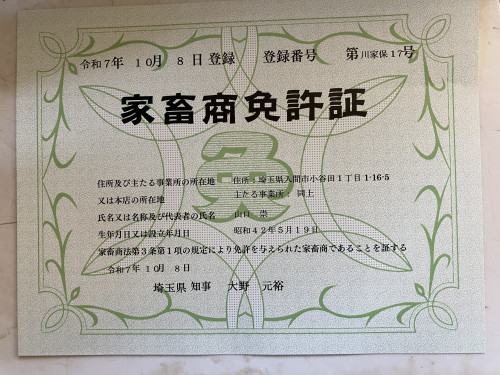 令和7年 10月 8日登録 登録番号 第川家保17号
家畜商免許証
住所及び主たる事業所の所在地 住所：埼玉県入間市小谷田1丁目1-16-5
又は本店の所在地 主たる事業所：同上
氏名又は名称及び代表者の氏名 山口 崇
生年月日又は設立年月日 昭和42年5月19日
家畜商法第3条第1項の規定により免許を与えられた家畜商であることを証する
令和7年10月 8日
埼玉県知事 大野 元裕